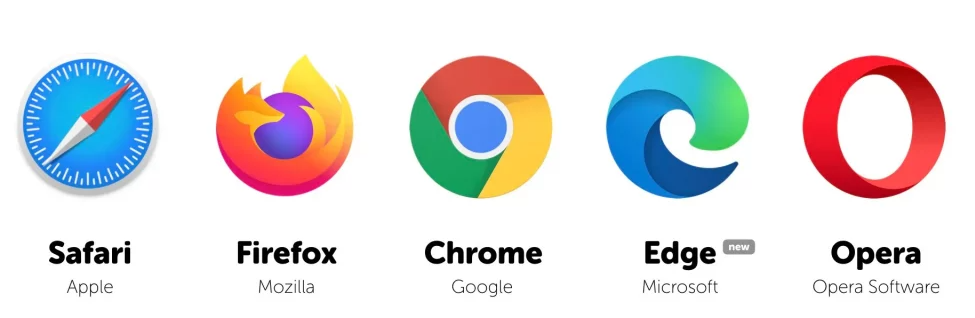 Safari
Apple
Firefox
Mozilla
Chrome
Google
Edge new
Microsoft
Opera
Opera Software